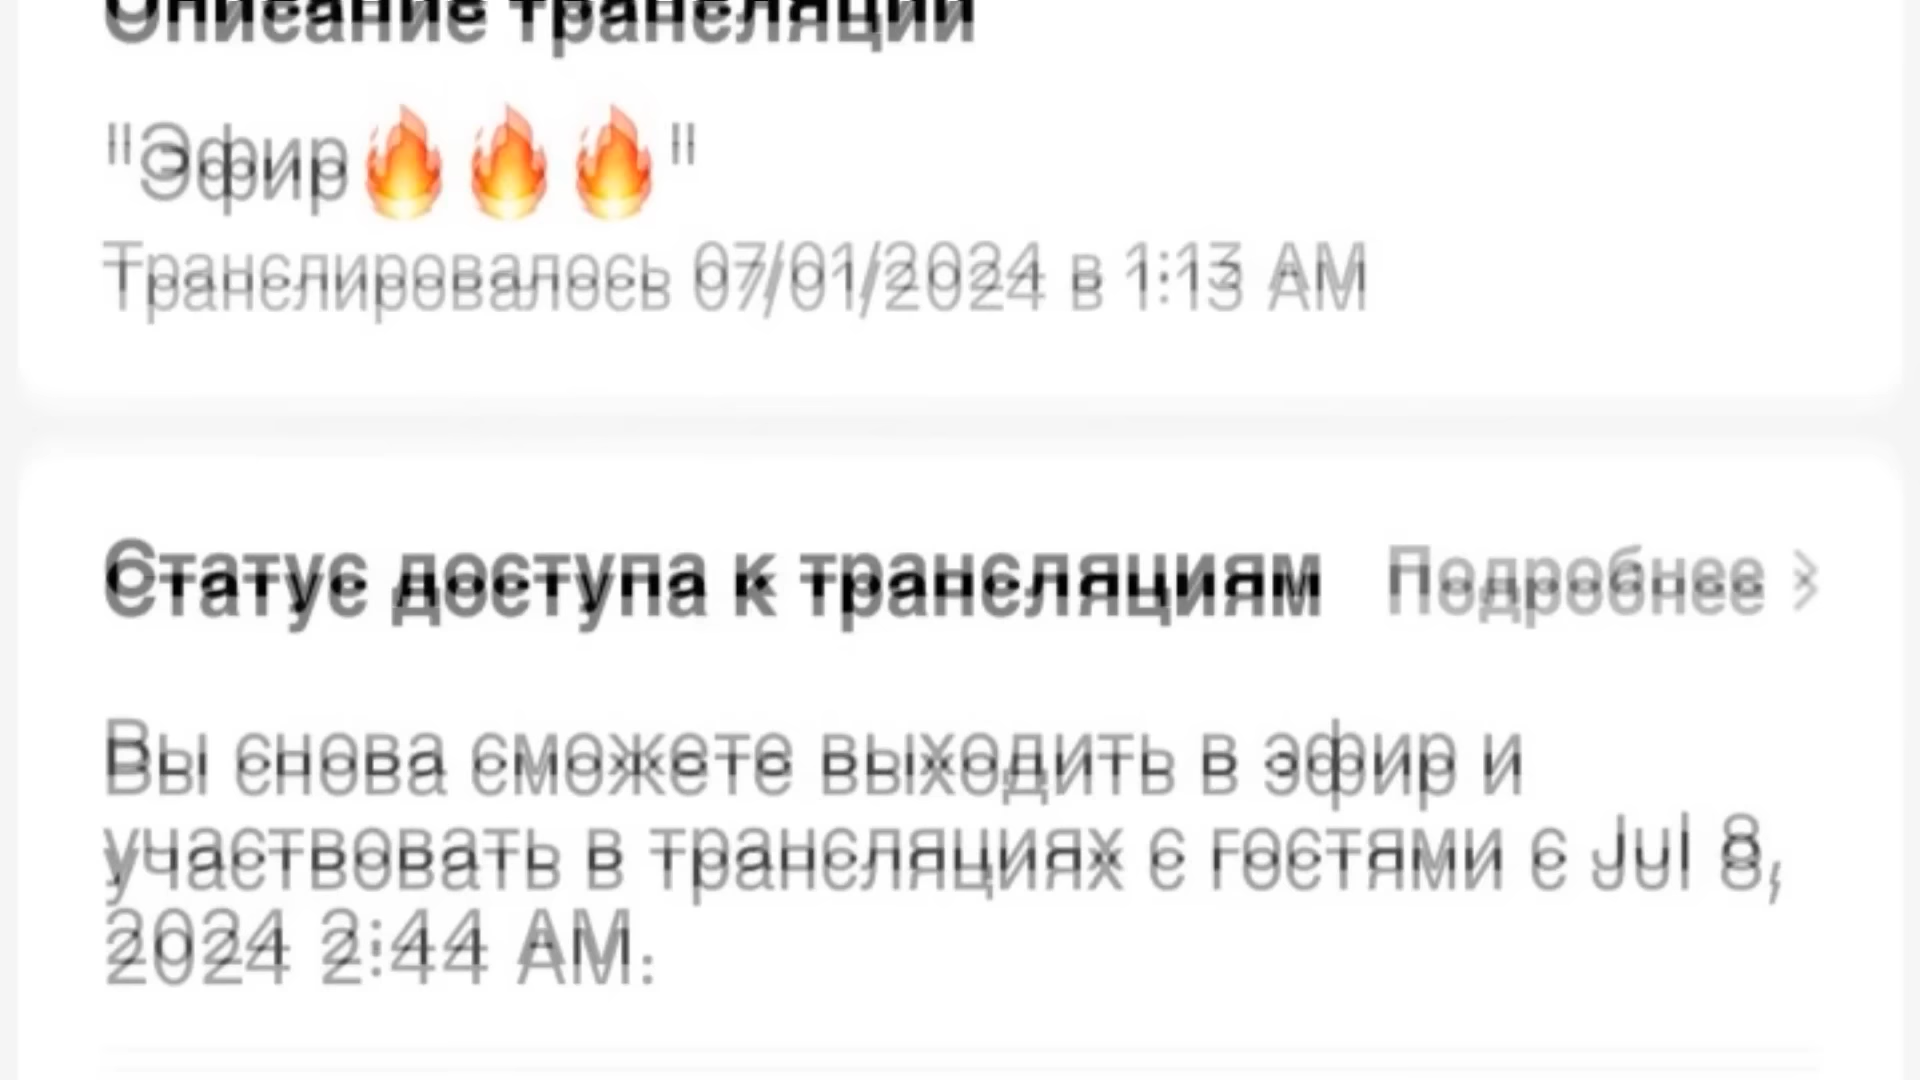 Описание трансляции
"Эфир🔥🔥🔥"
Транслировалось 07/01/2024 в 1:13 AM
Статус доступа к трансляциям Подробнее >
Вы снова сможете выходить в эфир и
участвовать в трансляциях с гостями с Jul 8,
2024 2:44 AM.